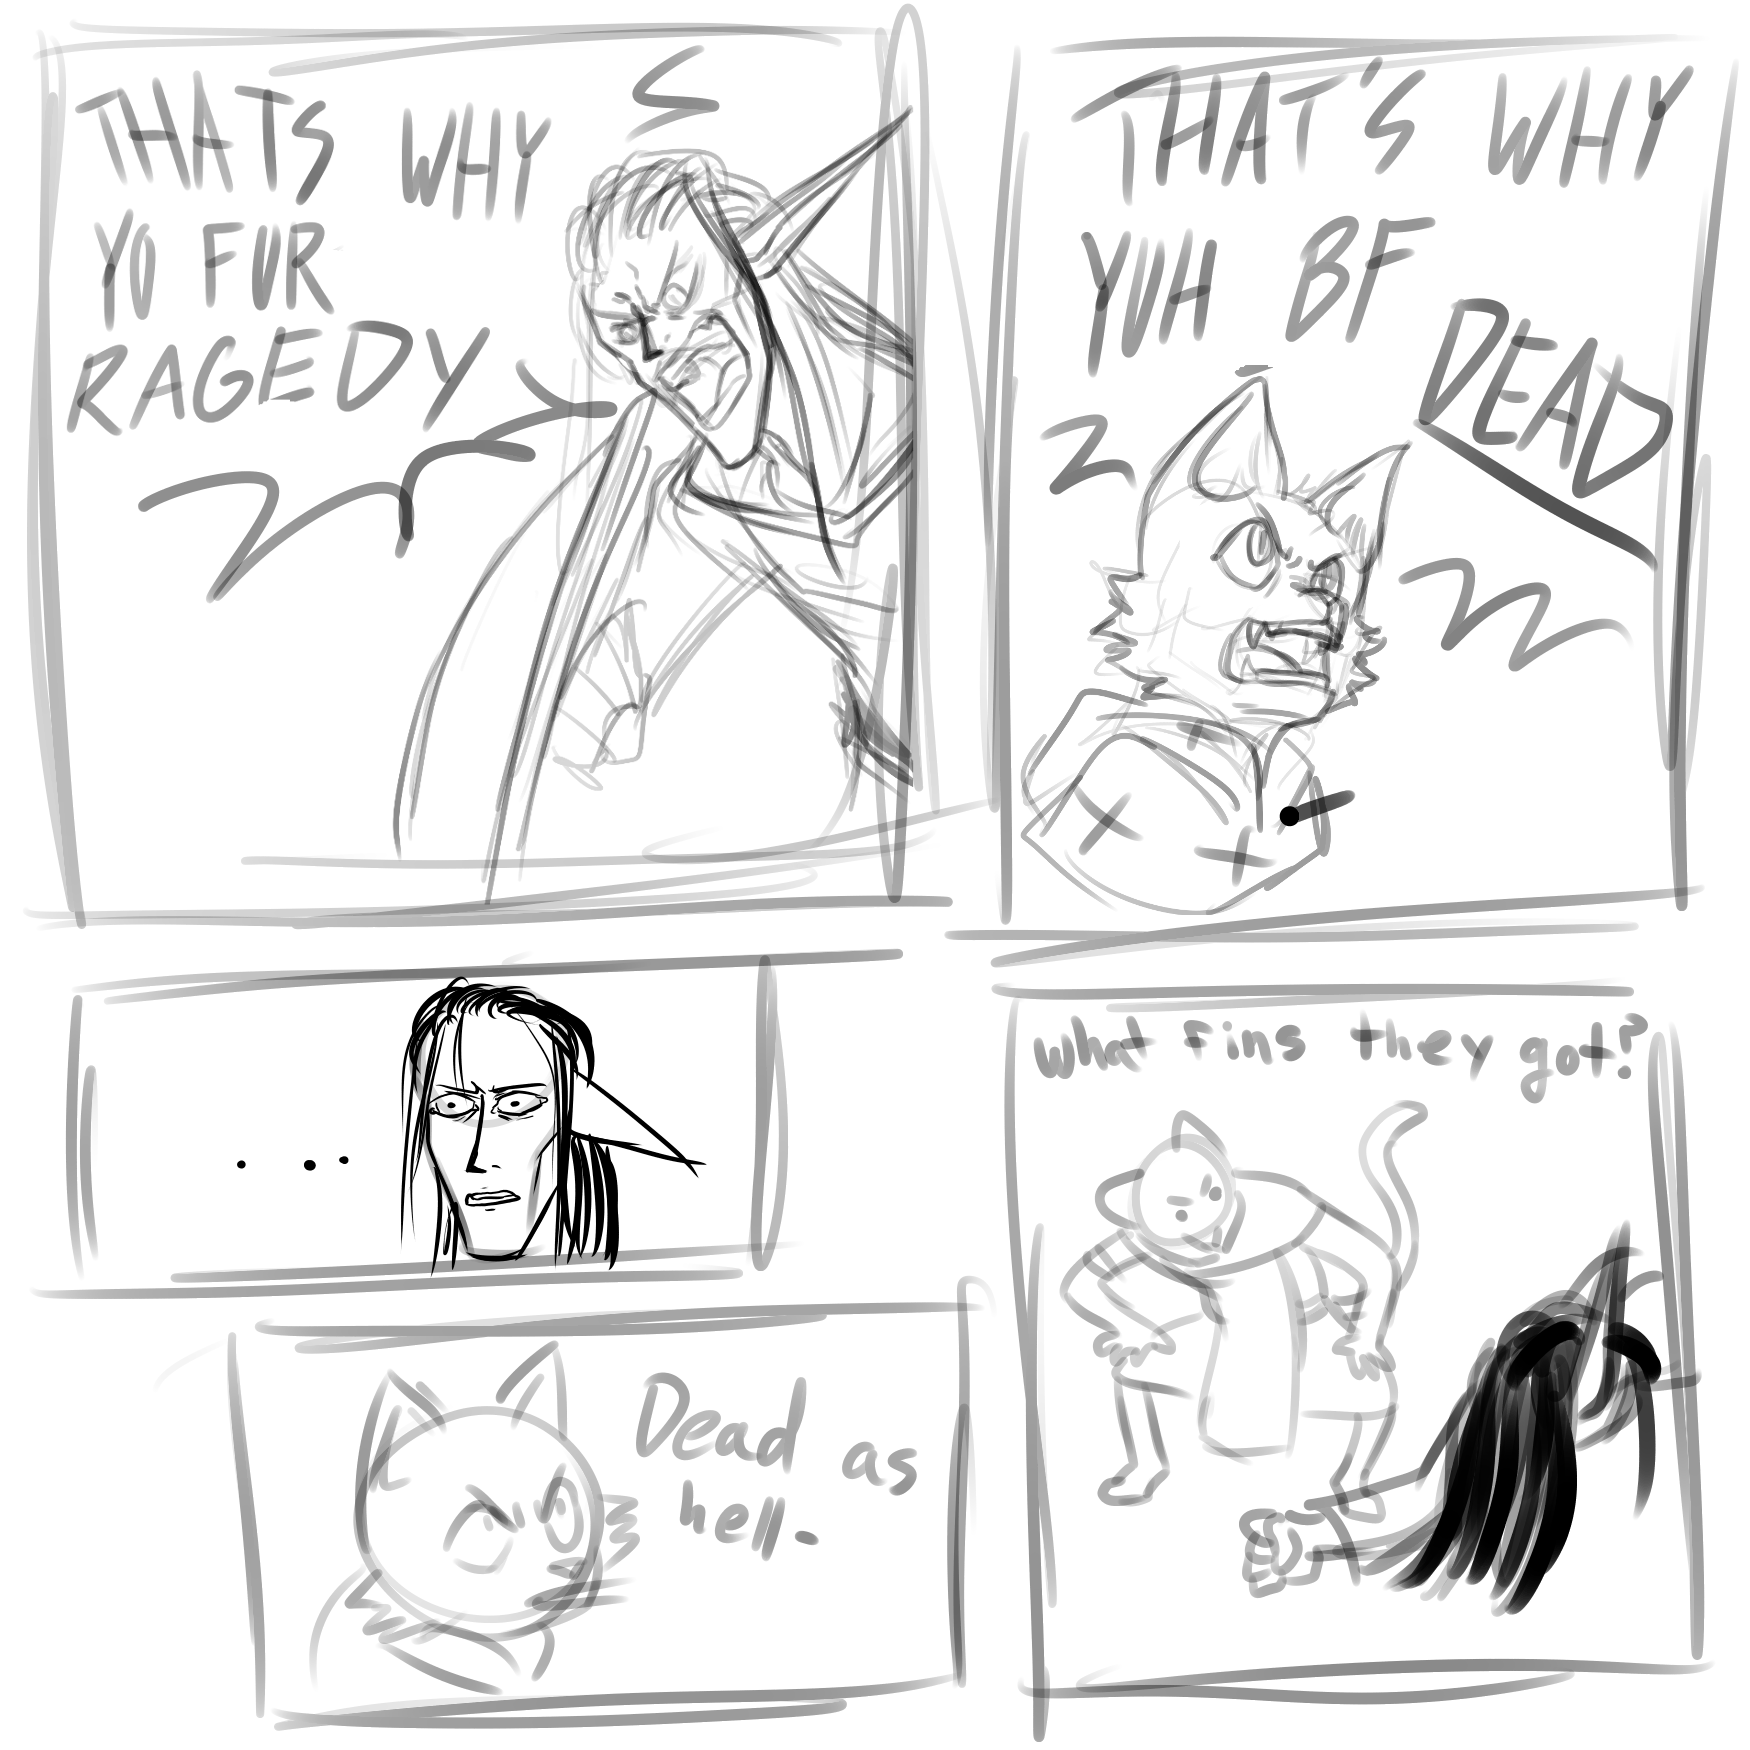 THATS WHY
YO FUR
RAGEDY
THAT'S WHY
YUH BF
DEAD
...
Dead as
hell.
what fins they got?